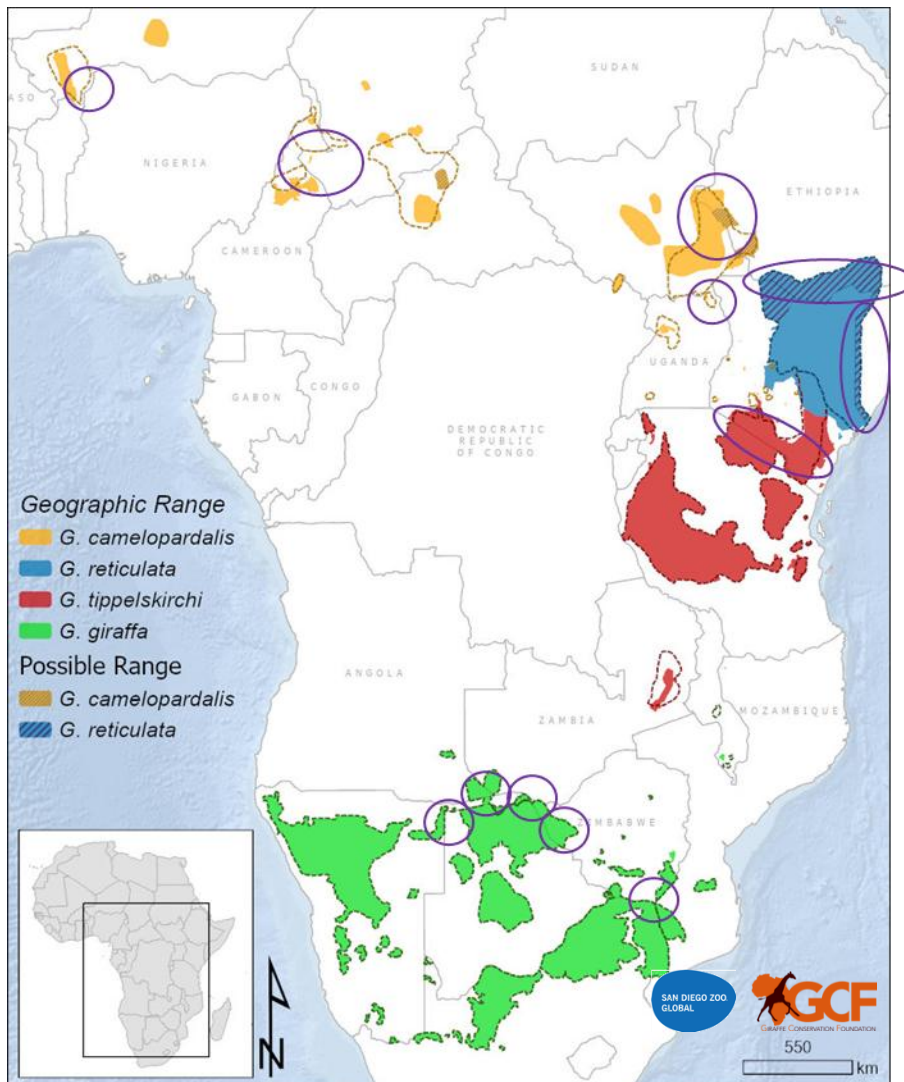 SUDAN
ASO
NIGERIA
ETHIOPIA
CAMEROON
UGANDA
GABON
CONGO
DEMOCRATIC
REPUBLIC
OF CONGO
Geographic Range
G. camelopardalis
G. reticulata
G. tippelskirchi
G. giraffa
Possible Range
G. camelopardalis
G. reticulata
ANGOLA
ZAMBIA
MOZAMBIQUE
ZIMBABWE
N
SAN DIEGO ZOO
GLOBAL
GCF
GIRAFFE CONSERVATION FOUNDATION
550
km